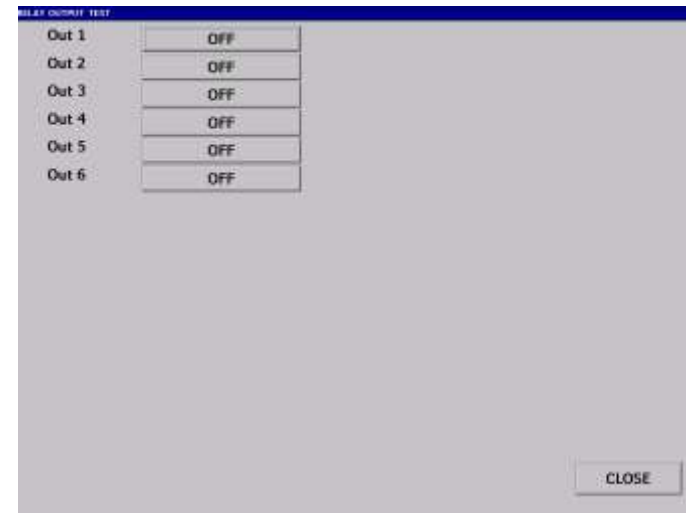 RELAY OUTPUT TEST
Out 1 OFF
Out 2 OFF
Out 3 OFF
Out 4 OFF
Out 5 OFF
Out 6 OFF
CLOSE